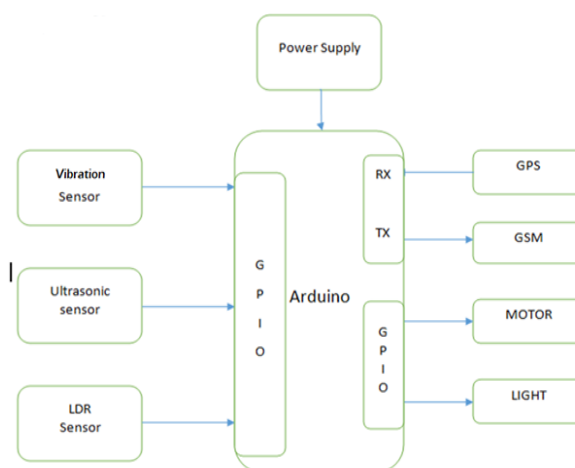 Power Supply
Vibration
Sensor
Ultrasonic
sensor
LDR
Sensor
G
P
I
O
Arduino
RX
TX
G
P
I
O
GPS
GSM
MOTOR
LIGHT